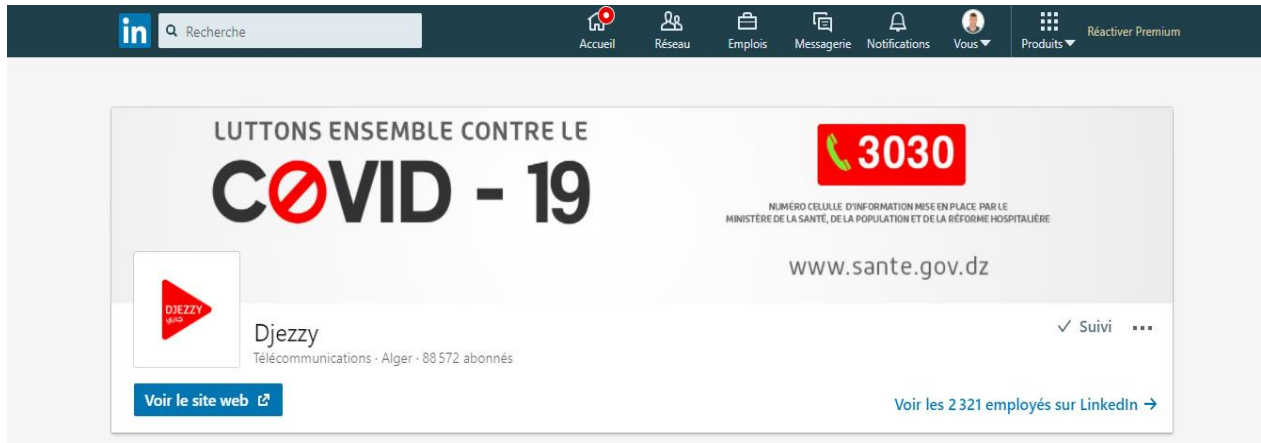 in Recherche
Accueil
Réseau
Emplois
Messagerie
Notifications
Vous
Produits
Réactiver Premium
LUTTONS ENSEMBLE CONTRE LE
COVID - 19
3030
NUMÉRO CELULLE D'INFORMATION MISE EN PLACE PAR LE
MINISTÈRE DE LA SANTÉ, DE LA POPULATION ET DE LA RÉFORME HOSPITALIÈRE
www.sante.gov.dz
DJEZZY
جازي
Djezzy
Télécommunications · Alger · 88 572 abonnés
Suivi
Voir le site web
Voir les 2 321 employés sur LinkedIn →